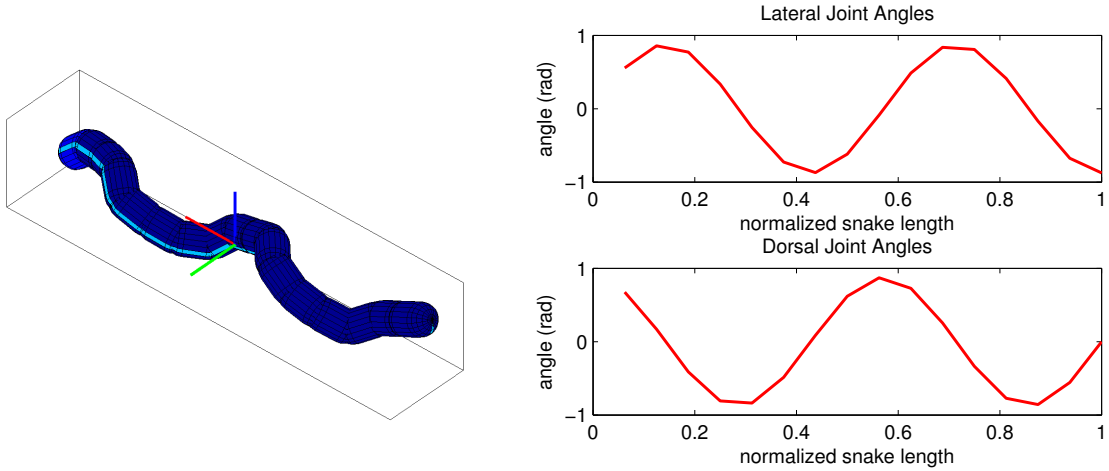 Lateral Joint Angles
1
0
−1
angle (rad)
0 0.2 0.4 0.6 0.8 1
normalized snake length
Dorsal Joint Angles
1
0
−1
angle (rad)
0 0.2 0.4 0.6 0.8 1
normalized snake length